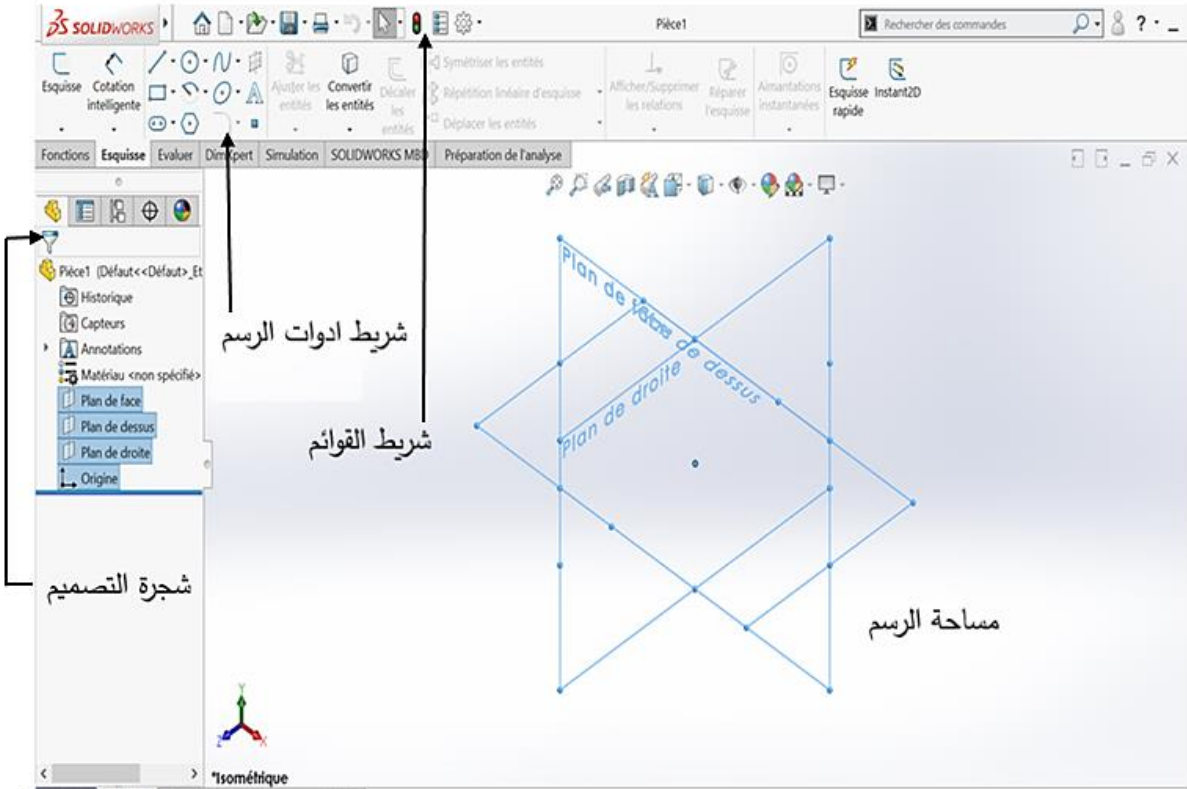 SOLIDWORKS
Pièce1
Rechercher des commandes
?
Esquisse
Cotation intelligente
Ajuster les entités
Convertir les entités
Décaler les entités
Symétriser les entités
Répétition linéaire d'esquisse
Déplacer les entités
Afficher/Supprimer les relations
Réparer l'esquisse
Aimantations instantanées
Esquisse rapide
Instant2D
Fonctions Esquisse Evaluer DimXpert Simulation SOLIDWORKS MBD Préparation de l'analyse
Pièce1 (Défaut<<Défaut>_Et
Historique
Capteurs
Annotations
Matériau <non spécifié>
Plan de face
Plan de dessus
Plan de droite
Origine
شريط ادوات الرسم
شريط القوائم
شجرة التصميم
مساحة الرسم
Plan de
Plan de dessus
Plan de droite
Y
Z
X
*Isométrique